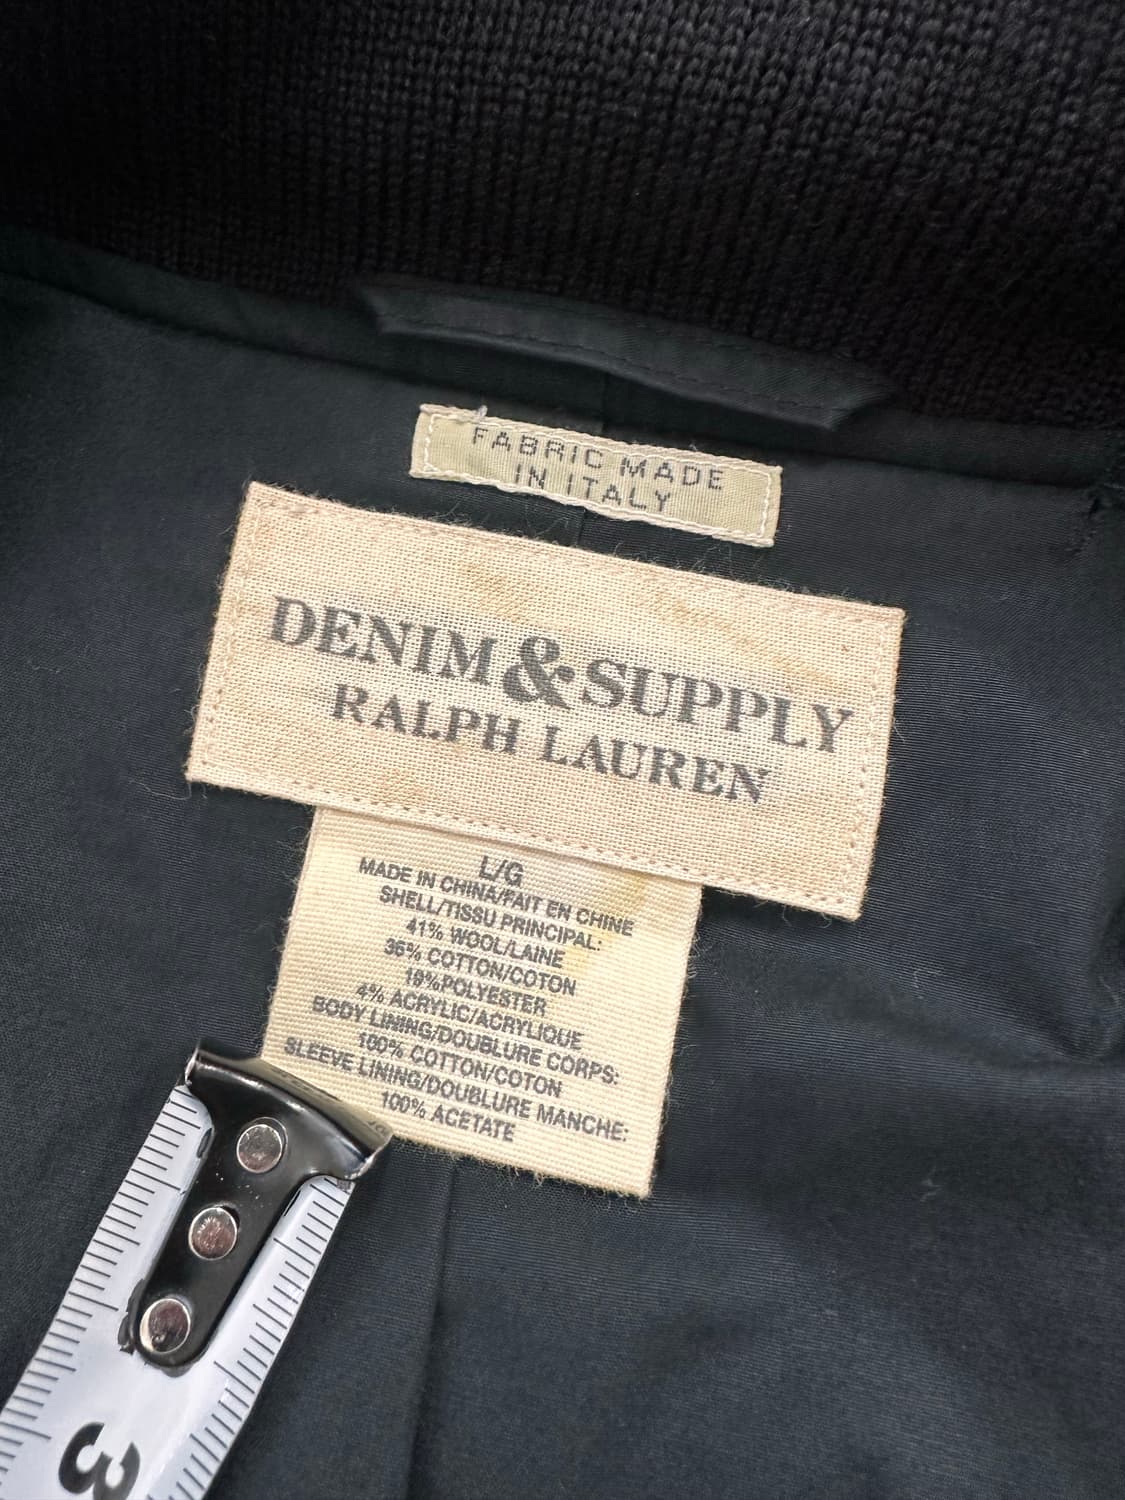 FABRIC MADE
IN ITALY
DENIM & SUPPLY
RALPH LAUREN
L/G
MADE IN CHINA/FAIT EN CHINE
SHELL/TISSU PRINCIPAL:
41% WOOL/LAINE
36% COTTON/COTON
19%POLYESTER
4% ACRYLIC/ACRYLIQUE
BODY LINING/DOUBLURE CORPS:
100% COTTON/COTON
SLEEVE LINING/DOUBLURE MANCHE:
100% ACETATE
3